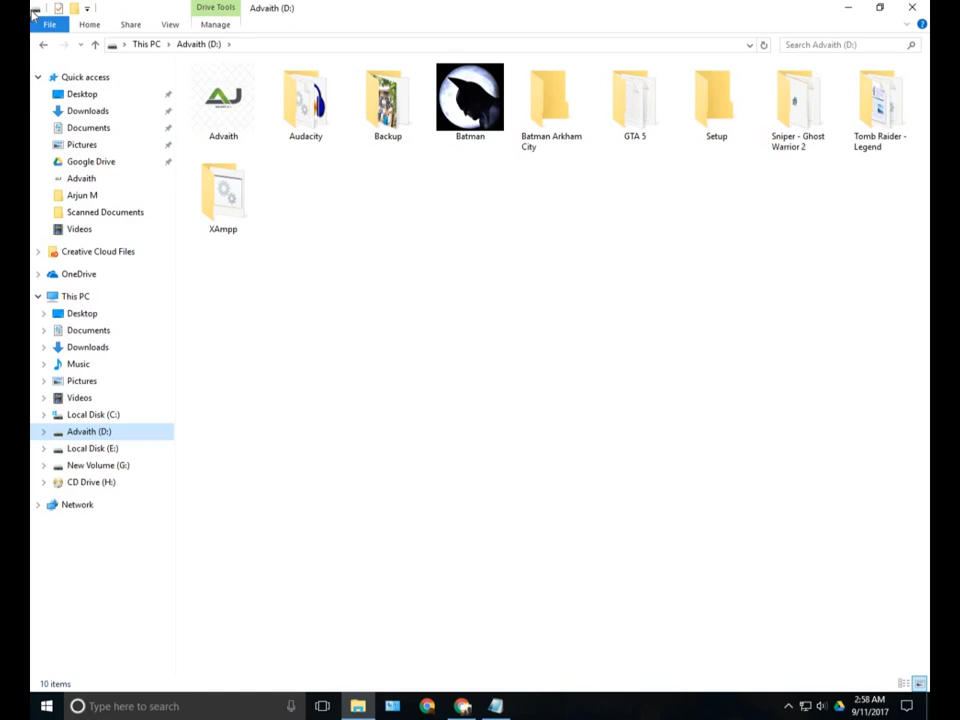 Drive Tools
Advaith (D:)
File
Home
Share
View
Manage
This PC
Advaith (D:)
Search Advaith (D:)
Quick access
Desktop
Downloads
Documents
Pictures
Google Drive
Advaith
Arjun M
Scanned Documents
Videos
Creative Cloud Files
OneDrive
This PC
Desktop
Documents
Downloads
Music
Pictures
Videos
Local Disk (C:)
Advaith (D:)
Local Disk (E:)
New Volume (G:)
CD Drive (H:)
Network
AJ
Advaith
Audacity
Backup
Batman
Batman Arkham
City
GTA 5
Setup
Sniper - Ghost
Warrior 2
Tomb Raider -
Legend
XAmpp
10 items
Type here to search
2:58 AM
9/11/2017